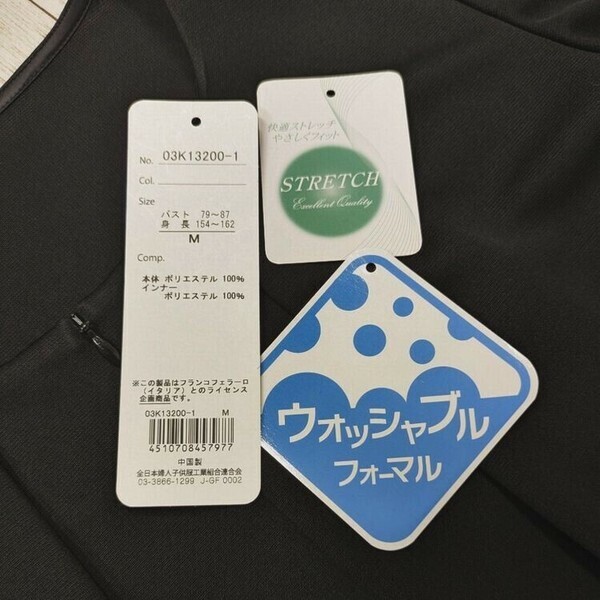 No. 03K13200-1
Col.
Size
バスト 79～87
身 長 154～162
M
Comp.
本体 ポリエステル 100%
インナー
ポリエステル 100%
※この製品はフランコフェラーロ
（イタリア）とのライセンス
企画商品です。
03K13200-1 M
4510708457977
中国製
全日本婦人子供服工業組合連合会
03-3866-1299 J-GF 0002
快適ストレッチ
やさしくフィット
STRETCH
Excellent Quality
ウォッシャブル
フォーマル